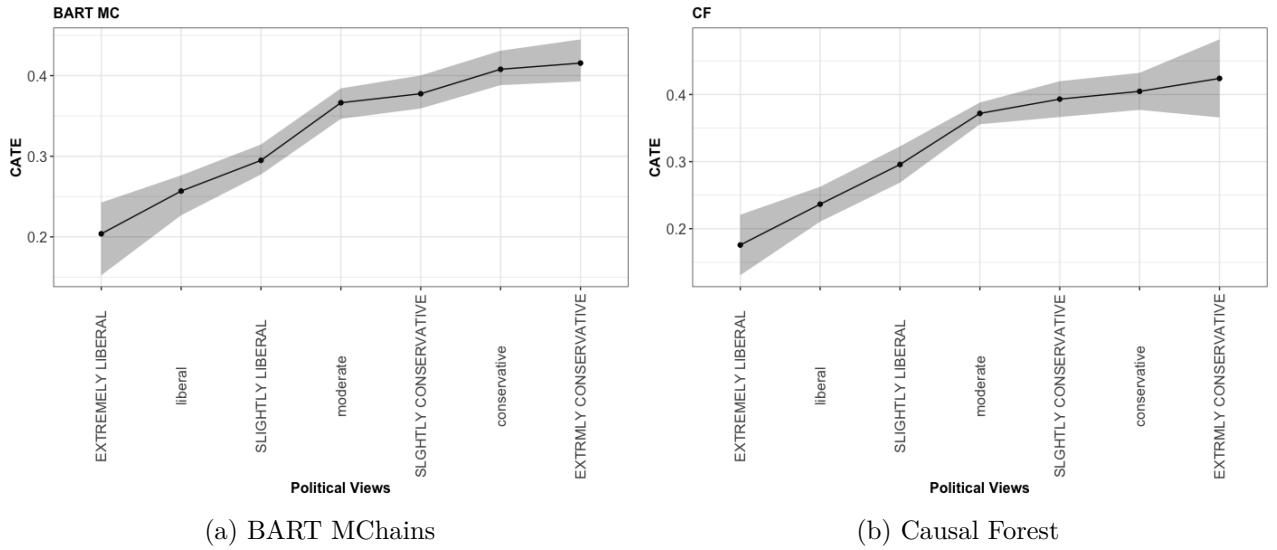 BART MC
CATE
0.4
0.3
0.2
EXTREMELY LIBERAL
liberal
SLIGHTLY LIBERAL
moderate
SLGHTLY CONSERVATIVE
conservative
EXTRMLY CONSERVATIVE
Political Views
(a) BART MChains
CF
CATE
0.4
0.3
0.2
EXTREMELY LIBERAL
liberal
SLIGHTLY LIBERAL
moderate
SLGHTLY CONSERVATIVE
conservative
EXTRMLY CONSERVATIVE
Political Views
(b) Causal Forest